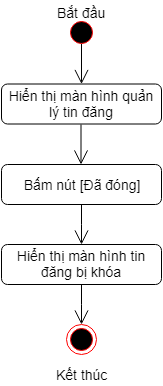 Bắt đầu
Hiển thị màn hình quản
lý tin đăng
Bấm nút [Đã đóng]
Hiển thị màn hình tin
đăng bị khóa
Kết thúc